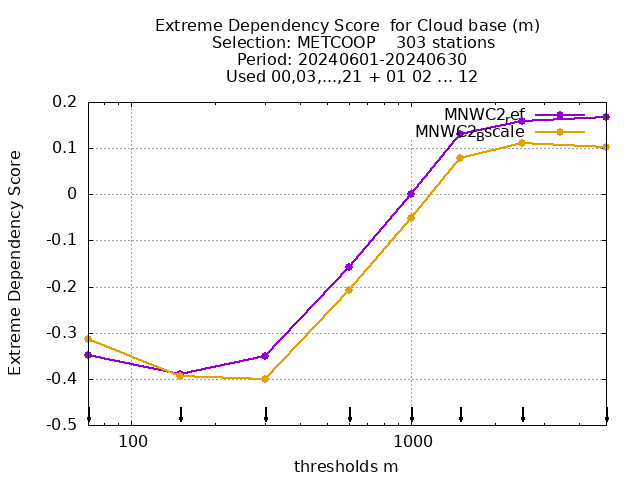 Extreme Dependency Score  for Cloud base (m)
Selection: METCOOP    303 stations
Period: 20240601-20240630
Used 00,03,...,21 + 01 02 ... 12
MNWC2_ref
MNWC2_Bscale
0.2
0.1
0
-0.1
-0.2
-0.3
-0.4
-0.5
Extreme Dependency Score
100
1000
thresholds m